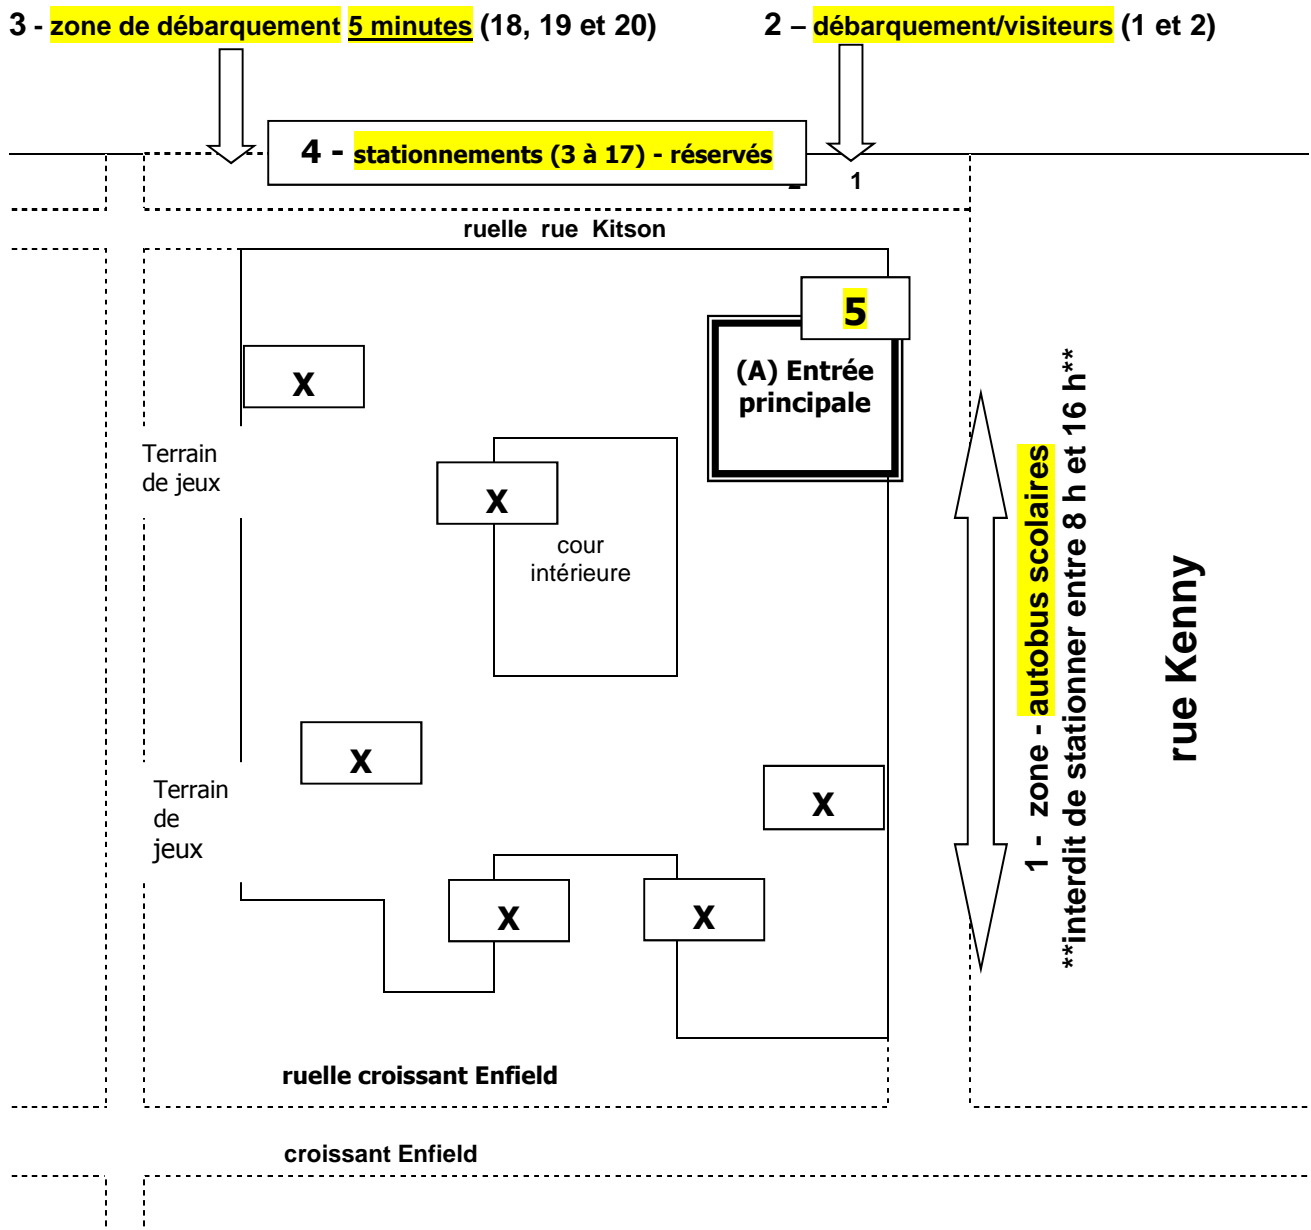 3 - zone de débarquement 5 minutes (18, 19 et 20)
2 – débarquement/visiteurs (1 et 2)
4 - stationnements (3 à 17) - réservés
1
ruelle rue Kitson
5
(A) Entrée
principale
X
Terrain
de jeux
X
cour
intérieure
1 - zone - autobus scolaires
**interdit de stationner entre 8 h et 16 h**
rue Kenny
X
X
Terrain
de
jeux
X
X
ruelle croissant Enfield
croissant Enfield